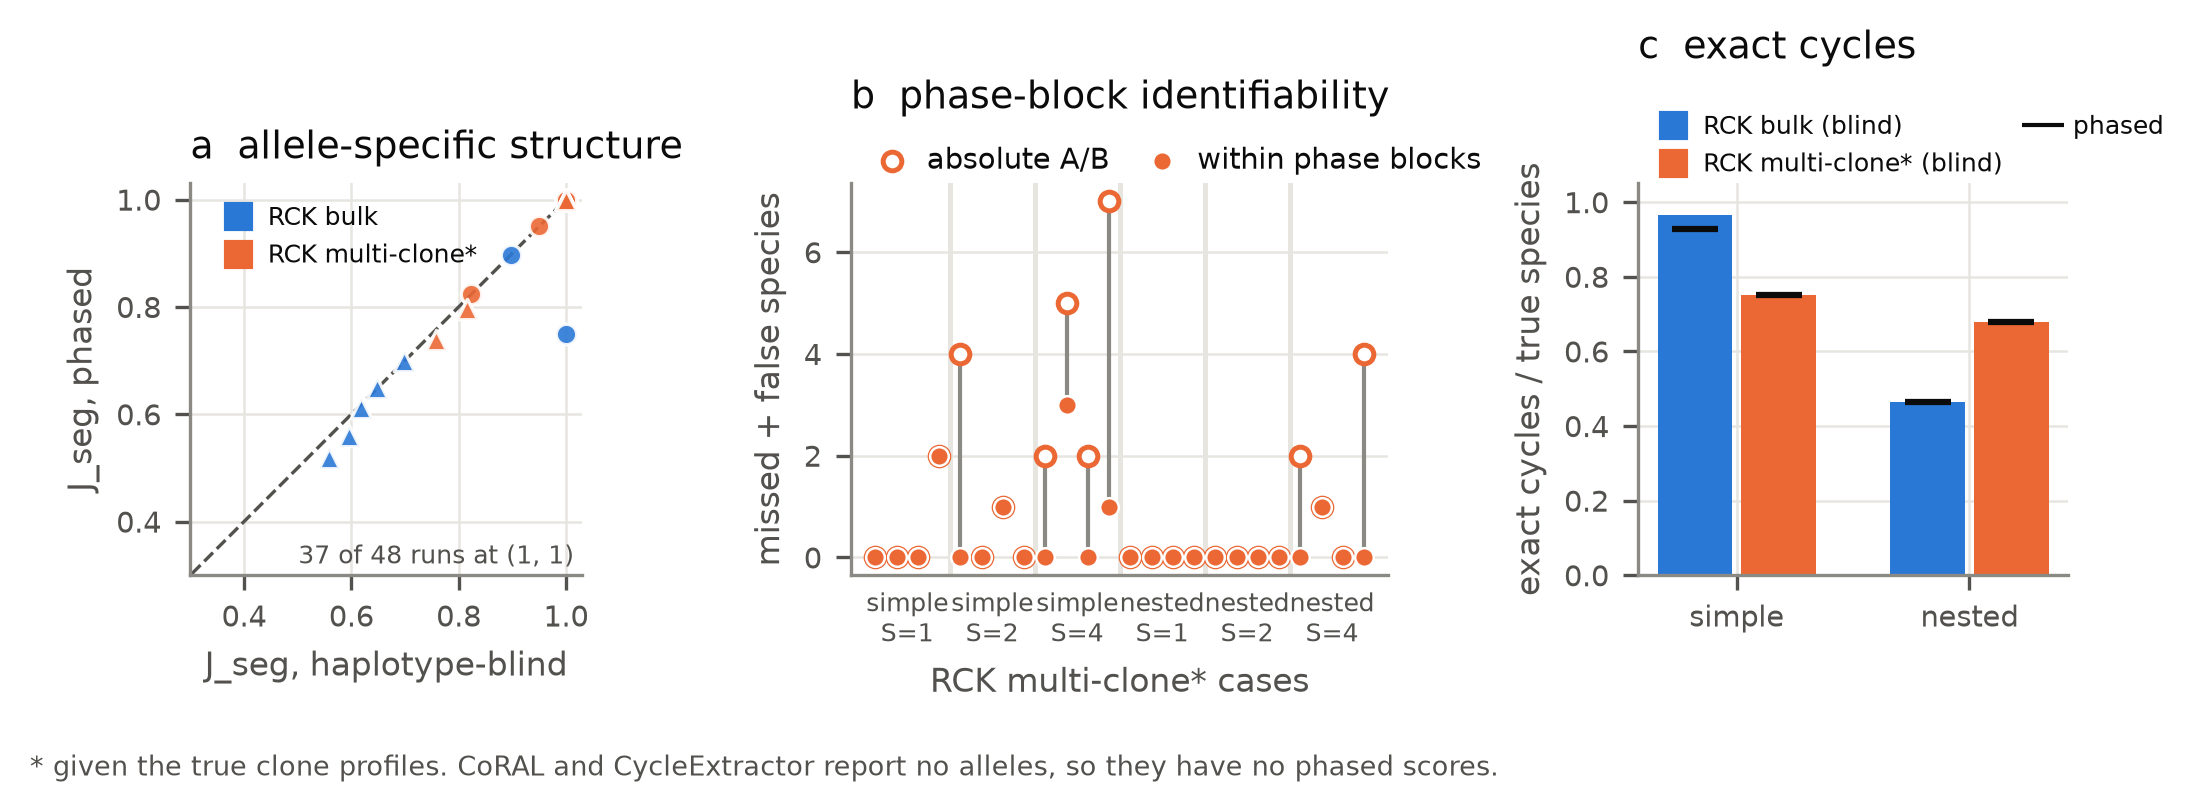 a  allele-specific structure
RCK bulk
RCK multi-clone*
J_seg, phased
1.0
0.8
0.6
0.4
37 of 48 runs at (1, 1)
0.4
0.6
0.8
1.0
J_seg, haplotype-blind
b  phase-block identifiability
absolute A/B
within phase blocks
missed + false species
6
4
2
0
simple
S=1
simple
S=2
simple
S=4
nested
S=1
nested
S=2
nested
S=4
RCK multi-clone* cases
c  exact cycles
RCK bulk (blind)
RCK multi-clone* (blind)
phased
exact cycles / true species
1.0
0.8
0.6
0.4
0.2
0.0
simple
nested
* given the true clone profiles. CoRAL and CycleExtractor report no alleles, so they have no phased scores.